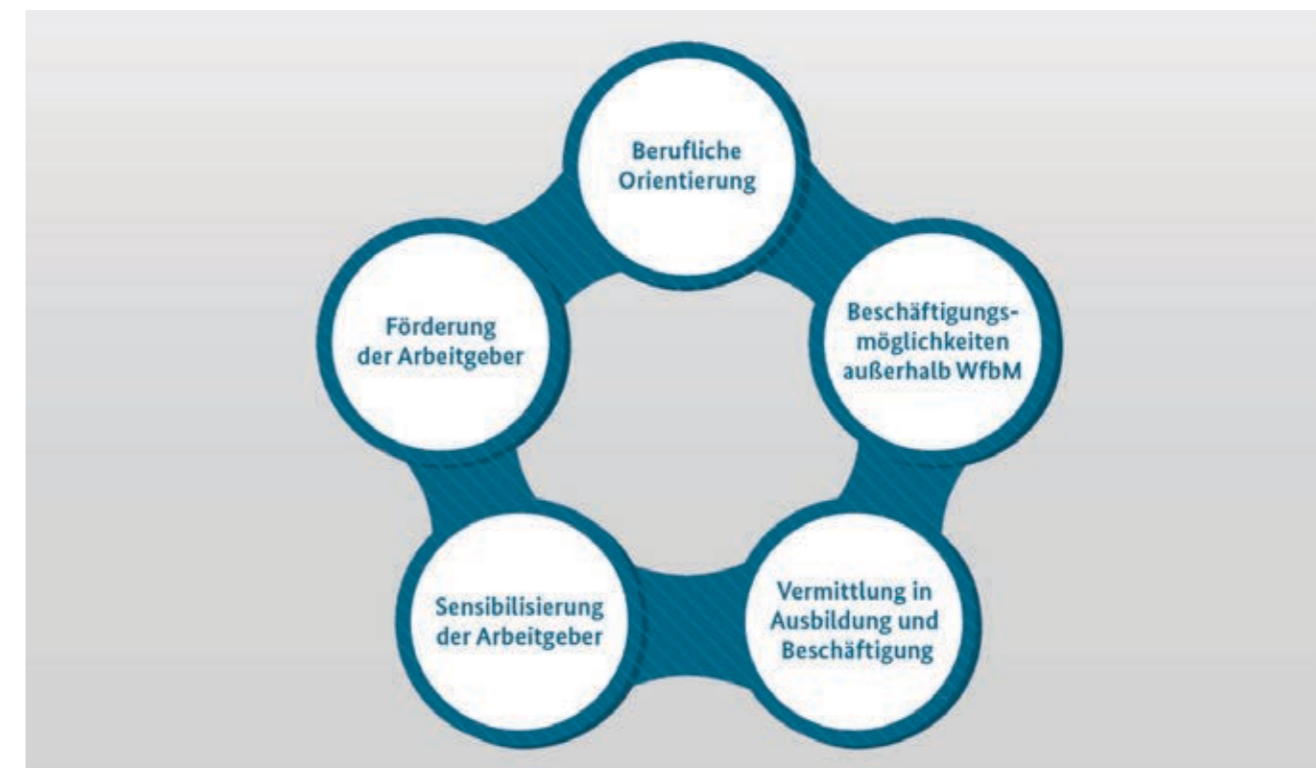 Berufliche
Orientierung
Beschäftigungs-
möglichkeiten
außerhalb WfbM
Vermittlung in
Ausbildung und
Beschäftigung
Sensibilisierung
der Arbeitgeber
Förderung
der Arbeitgeber